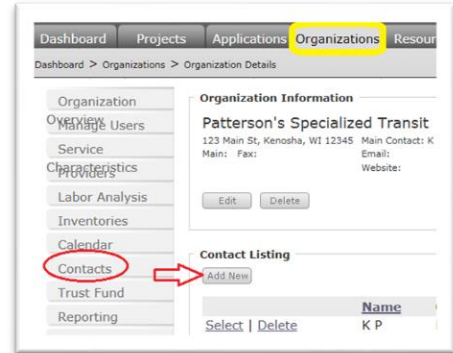 Dashboard Projects Applications Organizations Resour
Dashboard > Organizations > Organization Details
Organization
Overview
Manage Users
Service
Characteristics
Providers
Labor Analysis
Inventories
Calendar
Contacts
Trust Fund
Reporting
Organization Information
Patterson's Specialized Transit
123 Main St, Kenosha, WI 12345 Main Contact: K
Main: Fax: Email:
Website:
Edit Delete
Contact Listing
Add New
Name
Select | Delete K P